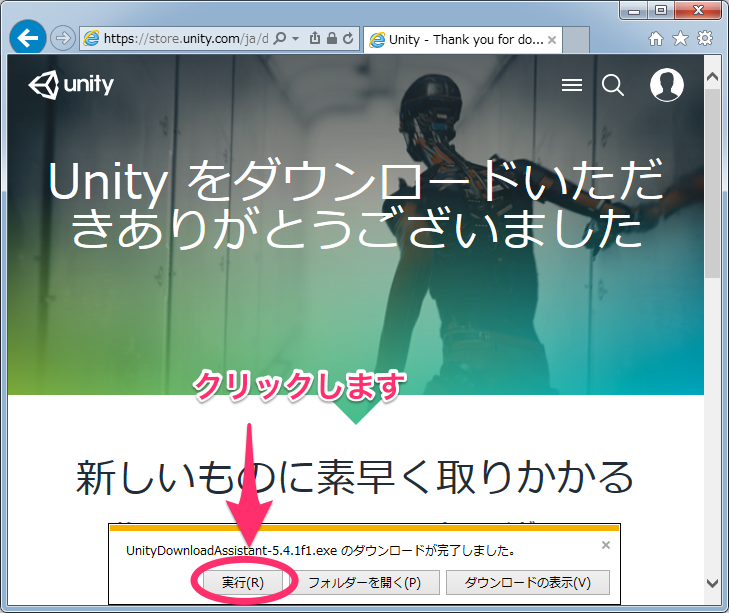 https://store.unity.com/ja/d
Unity - Thank you for do...
unity
Unity をダウンロードいただ
きありがとうございました
クリックします
新しいものに素早く取りかかる
UnityDownloadAssistant-5.4.1f1.exe のダウンロードが完了しました。
実行(R)
フォルダーを開く(P)
ダウンロードの表示(V)